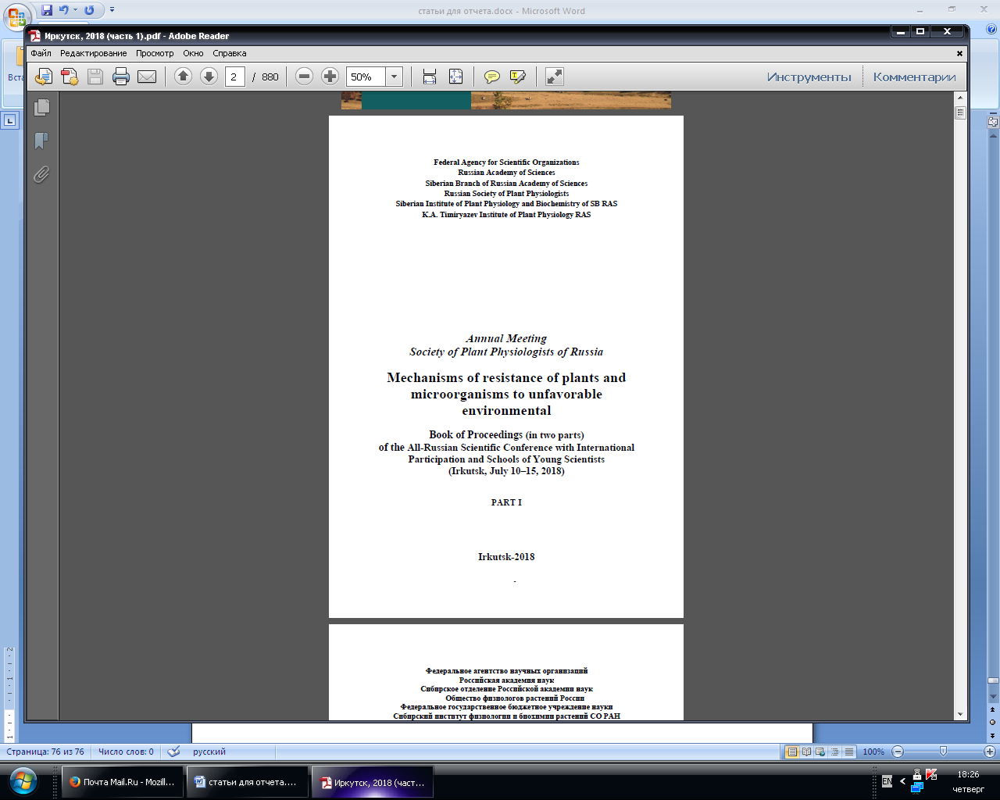 статьи для отчета.docx - Microsoft Word
Иркутск, 2018 (часть 1).pdf - Adobe Reader
Файл Редактирование Просмотр Окно Справка
2 / 880 50% Инструменты Комментарии
Federal Agency for Scientific Organizations
Russian Academy of Sciences
Siberian Branch of Russian Academy of Sciences
Russian Society of Plant Physiologists
Siberian Institute of Plant Physiology and Biochemistry of SB RAS
K.A. Timiryazev Institute of Plant Physiology RAS
Annual Meeting
Society of Plant Physiologists of Russia
Mechanisms of resistance of plants and
microorganisms to unfavorable
environmental
Book of Proceedings (in two parts)
of the All-Russian Scientific Conference with International
Participation and Schools of Young Scientists
(Irkutsk, July 10–15, 2018)
PART I
Irkutsk-2018
-
Федеральное агентство научных организаций
Российская академия наук
Сибирское отделение Российской академии наук
Общество физиологов растений России
Федеральное государственное бюджетное учреждение науки
Сибирский институт физиологии и биохимии растений СО РАН
Страница: 76 из 76 Число слов: 0 русский 100%
Почта Mail.Ru - Mozill... статьи для отчета.... Иркутск, 2018 (част... EN 18:26
четверг